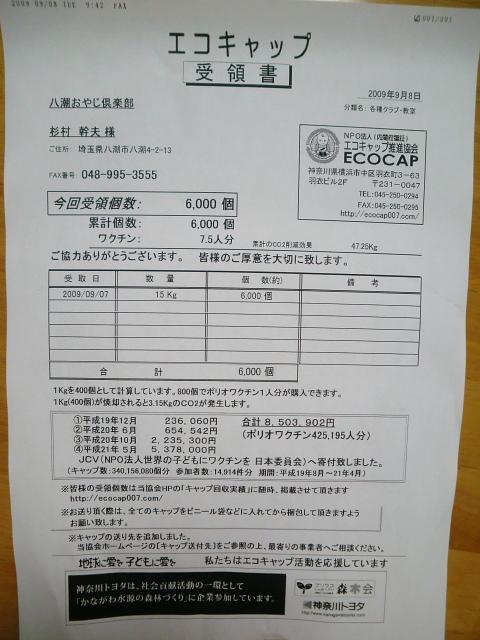 2009 09/08 TUE 9:42 FAX
001/001
エコキャップ
受領書
2009年9月8日
分類名: 各種クラブ・教室
八潮おやじ倶楽部
杉村 幹夫 様
ご住所: 埼玉県八潮市八潮4-2-13
FAX番号: 048-995-3555
NPO法人(内閣府認証)
エコキャップ推進協会
ECOCAP
神奈川県横浜市中区羽衣町3-63
羽衣ビル2F 〒231-0047
TEL:045-250-0294
FAX:045-250-0295
http://ecocap007.com/
今回受領個数: 6,000 個
累計個数: 6,000 個
ワクチン: 7.5人分
累計のCO2削減効果 47.25Kg
ご協力ありがとうございます。 皆様のご厚意を大切に致します。
受取日 数量 個数(約) 備考
2009/09/07 15 Kg 6,000 個
合計 6,000 個
1Kgを400個として計算しています。800個でポリオワクチン1人分が購入できます。
1Kg(400個)が焼却されると3.15KgのCO2が発生します。
①平成19年12月 236,060円 合計 8,503,902円
②平成20年 6月 654,542円 (ポリオワクチン425,195人分)
③平成20年10月 2,235,300円
④平成21年 5月 5,378,000円
JCV(NPO法人世界の子どもにワクチンを 日本委員会)へ寄付致しました。
(キャップ数:340,156,080個分 参加者数:14,914件分 期間:平成19年8月~21年4月)
※皆様の受領個数は当協会HPの「キャップ回収実績」に随時、掲載させて頂きます
http://ecocap007.com/
※お送り頂く際は、全てのキャップをビニール袋などに入れてから梱包して頂きますよう
お願い致します。
※キャップの送り先を追加しました。
当協会ホームページの【キャップ送付先】をご参照の上、最寄りの事業者へご相談ください。
地球に愛を 子どもに愛を 私たちはエコキャップ活動を応援しています
神奈川トヨタは、社会貢献活動の一環として
「かながわ水源の森林づくり」に企業参加しています。
神奈川トヨタ